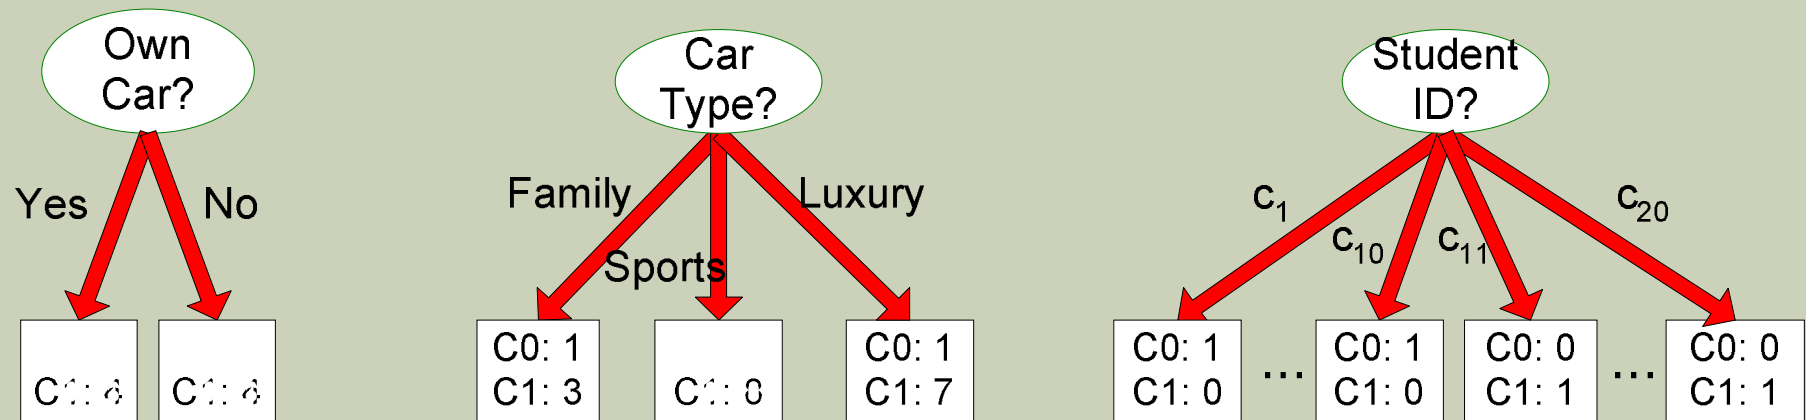 Own
Car?
Yes
No
Car
Type?
Family
Sports
Luxury
C0: 1
C1: 3
C0: 1
C1: 7
Student
ID?
c1
c10
c11
c20
C0: 1
C1: 0
...
C0: 1
C1: 0
C0: 0
C1: 1
...
C0: 0
C1: 1